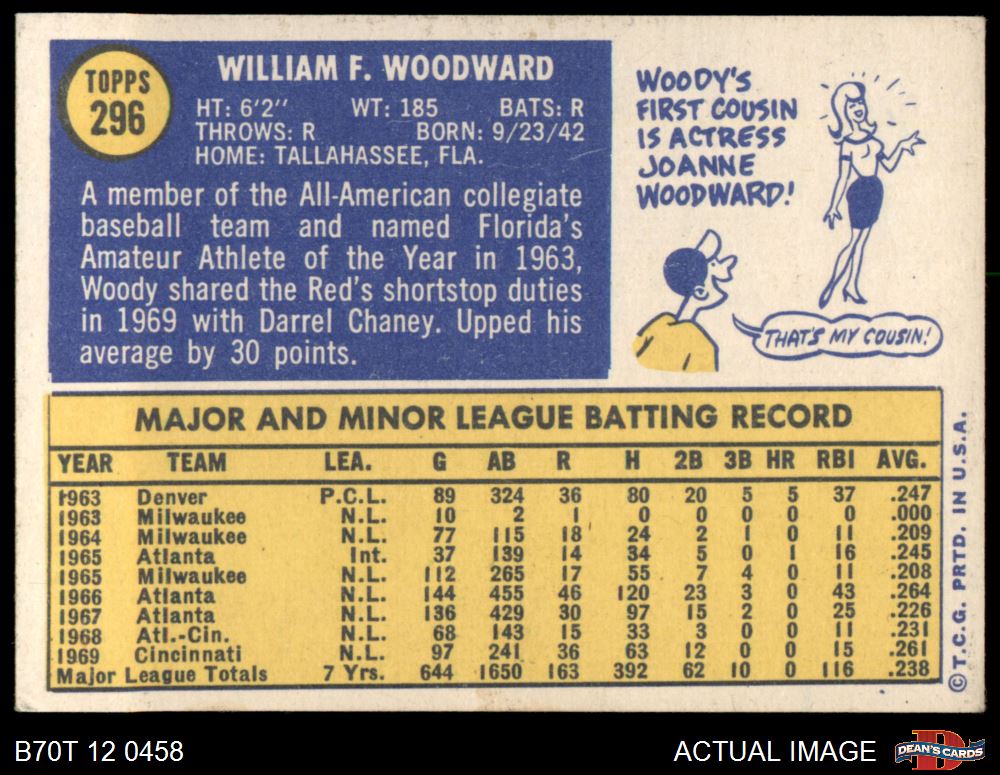 TOPPS
296
WILLIAM F. WOODWARD
HT: 6'2" WT: 185 BATS: R
THROWS: R BORN: 9/23/42
HOME: TALLAHASSEE, FLA.
A member of the All-American collegiate
baseball team and named Florida's
Amateur Athlete of the Year in 1963,
Woody shared the Red's shortstop duties
in 1969 with Darrel Chaney. Upped his
average by 30 points.
WOODY'S
FIRST COUSIN
IS ACTRESS
JOANNE
WOODWARD!
THAT'S MY COUSIN!
MAJOR AND MINOR LEAGUE BATTING RECORD
YEAR TEAM LEA. G AB R H 2B 3B HR RBI AVG.
1963 Denver P.C.L. 89 324 36 80 20 5 5 37 .247
1963 Milwaukee N.L. 10 2 1 0 0 0 0 0 .000
1964 Milwaukee N.L. 77 115 18 24 2 1 0 11 .209
1965 Atlanta Int. 37 139 14 34 5 0 1 16 .245
1965 Milwaukee N.L. 112 265 17 55 7 4 0 11 .208
1966 Atlanta N.L. 144 455 46 120 23 3 0 43 .264
1967 Atlanta N.L. 136 429 30 97 15 2 0 25 .226
1968 Atl.-Cin. N.L. 68 143 15 33 3 0 0 11 .231
1969 Cincinnati N.L. 97 241 36 63 12 0 0 15 .261
Major League Totals 7 Yrs. 644 1650 163 392 62 10 0 116 .238
© T.C.G. PRTD. IN U.S.A.
B70T 12 0458
ACTUAL IMAGE
B
DEAN'S CARDS